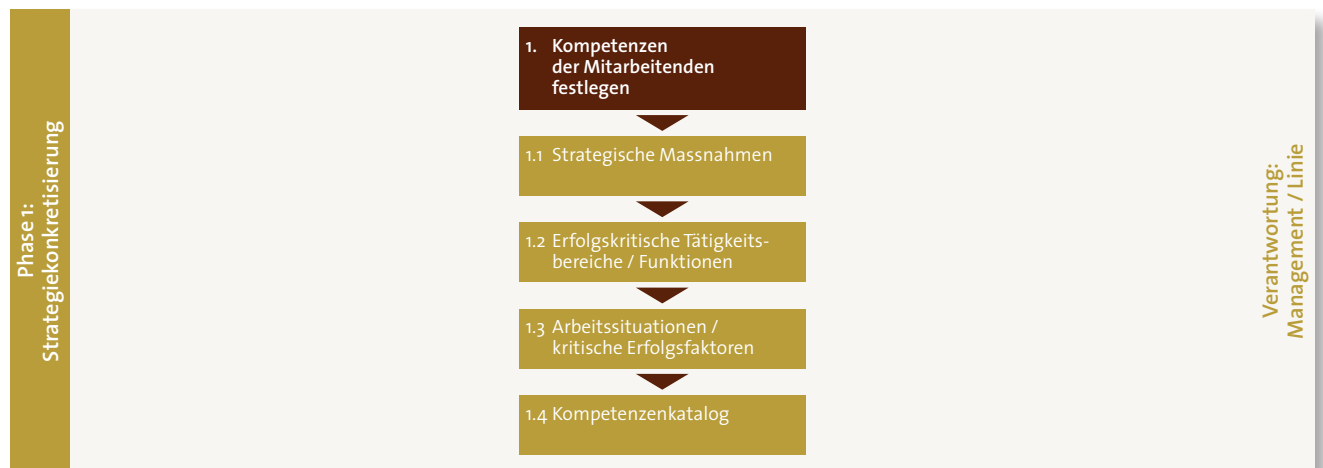 Phase 1:
Strategiekonkretisierung
1. Kompetenzen
der Mitarbeitenden
festlegen
1.1 Strategische Massnahmen
1.2 Erfolgskritische Tätigkeits-
bereiche / Funktionen
1.3 Arbeitssituationen /
kritische Erfolgsfaktoren
1.4 Kompetenzenkatalog
Verantwortung:
Management / Linie